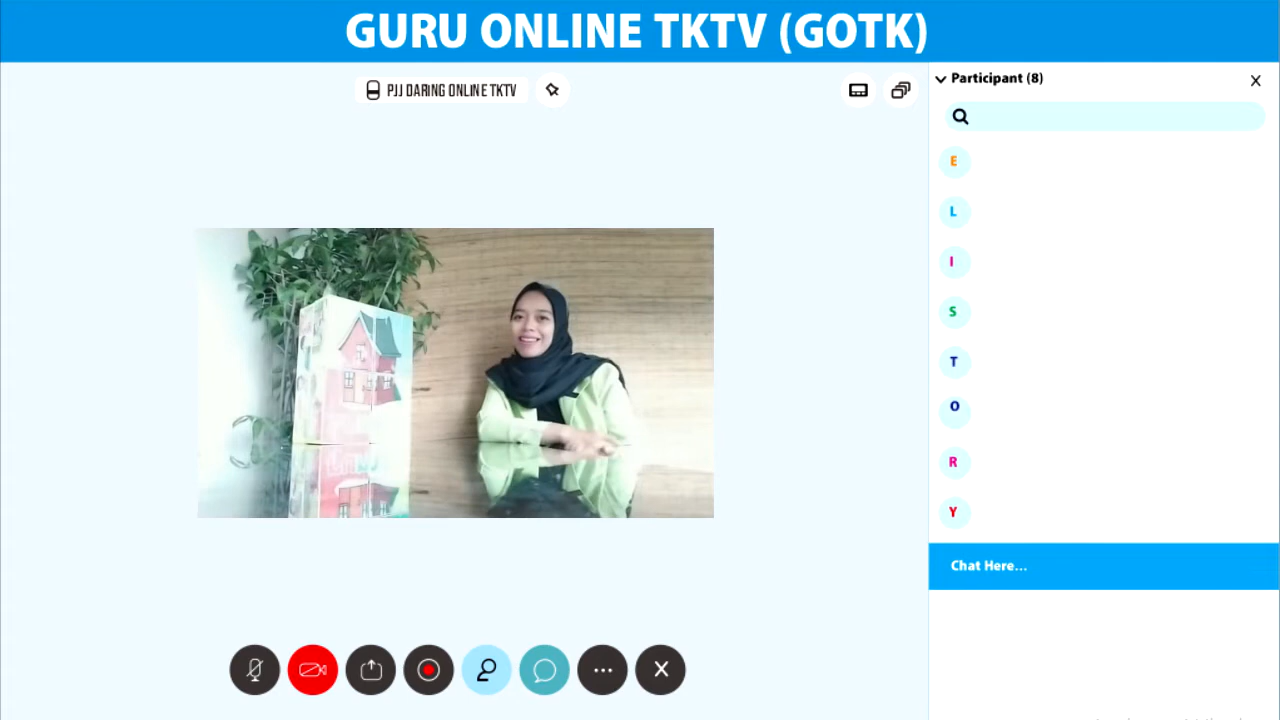 GURU ONLINE TKTV (GOTK)
PJJ DARING ONLINE TKTV
Participant (8)
E
L
I
S
T
O
R
Y
Chat Here...